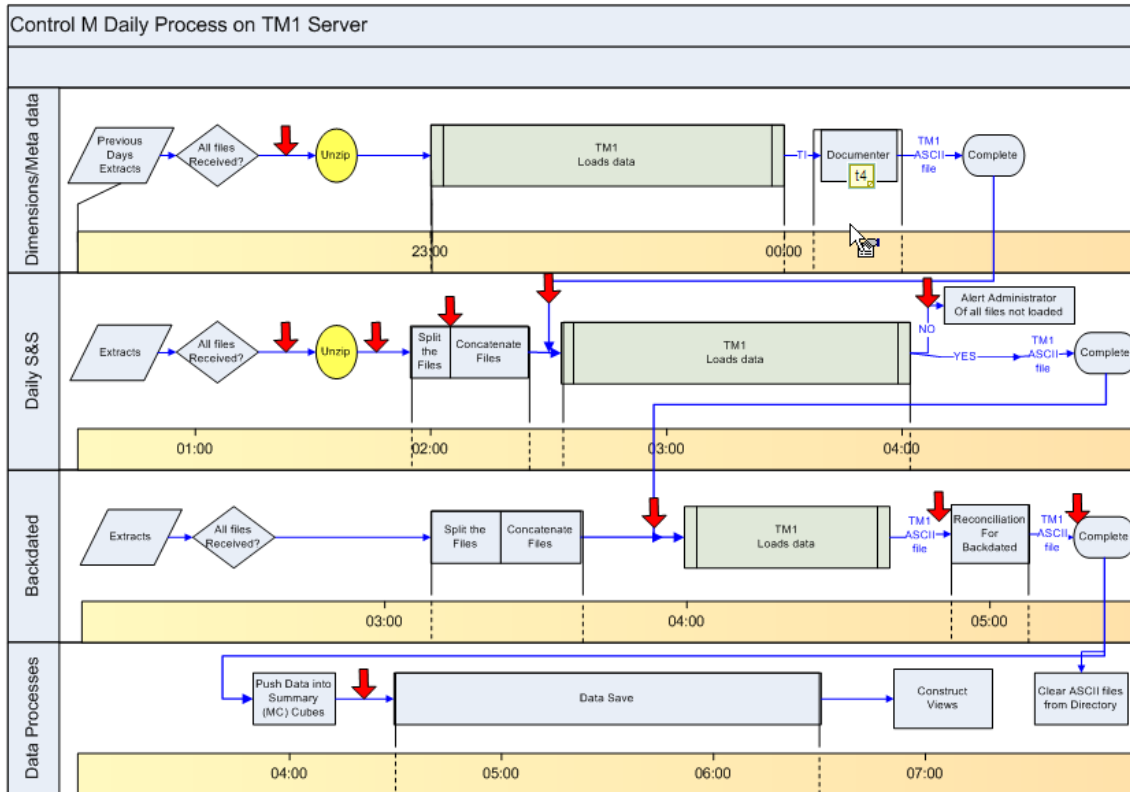 Control M Daily Process on TM1 Server
Dimensions/Meta data
Previous
Days
Extracts
All files
Received?
Unzip
TM1
Loads data
TI
Documenter
t4
TM1
ASCII
file
Complete
23:00
00:00
Daily S&S
Extracts
All files
Received?
Unzip
Split
the
Files
Concatenate
Files
TM1
Loads data
NO
Alert Administrator
Of all files not loaded
YES
TM1
ASCII
file
Complete
01:00
02:00
03:00
04:00
Backdated
Extracts
All files
Received?
Split the
Files
Concatenate
Files
TM1
Loads data
TM1
ASCII
file
Reconciliation
For
Backdated
TM1
ASCII
file
Complete
03:00
04:00
05:00
Data Processes
Push Data into
Summary
(MC) Cubes
Data Save
Construct
Views
Clear ASCII files
from Directory
04:00
05:00
06:00
07:00